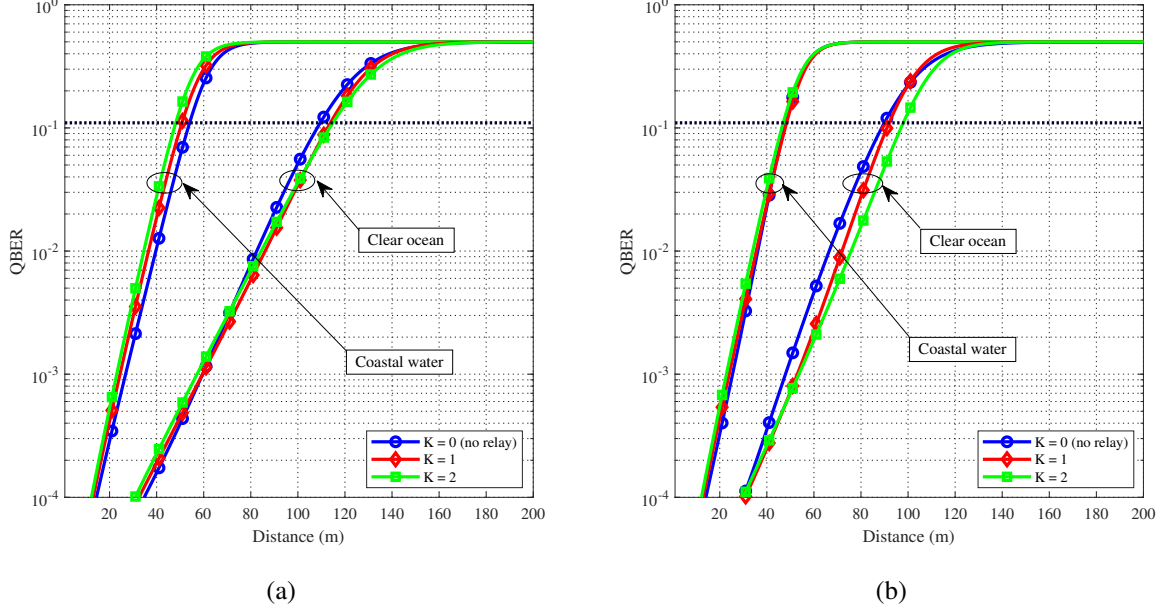 10^0
10^-1
10^-2
10^-3
10^-4
QBER
20 40 60 80 100 120 140 160 180 200
Distance (m)
Clear ocean
Coastal water
K = 0 (no relay)
K = 1
K = 2
(a)
10^0
10^-1
10^-2
10^-3
10^-4
QBER
20 40 60 80 100 120 140 160 180 200
Distance (m)
Clear ocean
Coastal water
K = 0 (no relay)
K = 1
K = 2
(b)